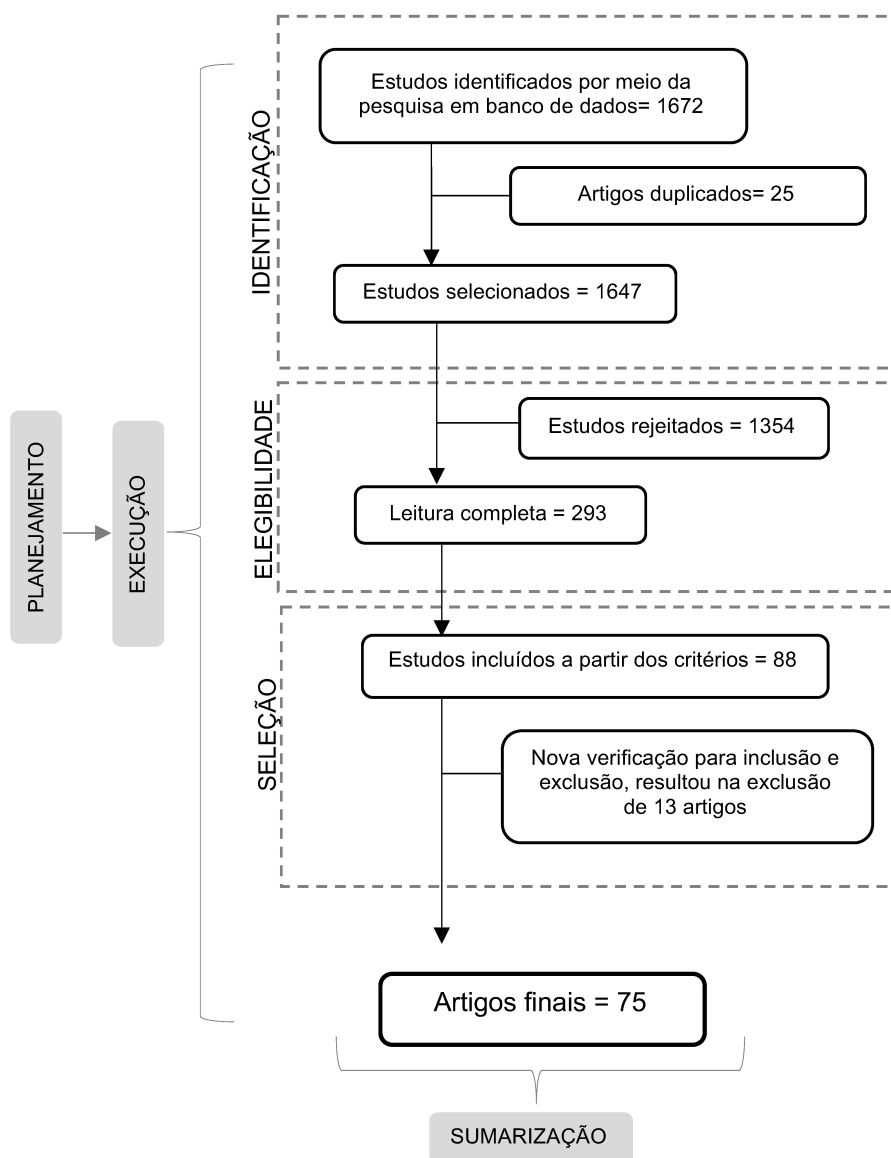 PLANEJAMENTO
EXECUÇÃO
IDENTIFICAÇÃO
Estudos identificados por meio da
pesquisa em banco de dados= 1672
Artigos duplicados= 25
Estudos selecionados = 1647
ELEGIBILIDADE
Estudos rejeitados = 1354
Leitura completa = 293
SELEÇÃO
Estudos incluídos a partir dos critérios = 88
Nova verificação para inclusão e
exclusão, resultou na exclusão
de 13 artigos
Artigos finais = 75
SUMARIZAÇÃO